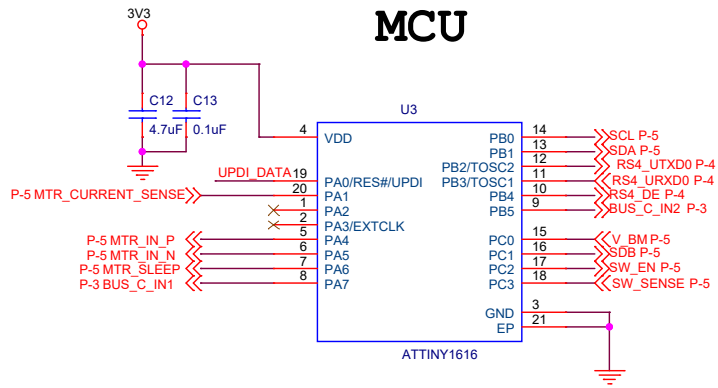 MCU
3V3
C12
C13
4.7uF
0.1uF
U3
4 VDD
UPDI_DATA 19 PA0/RES#/UPDI
P-5 MTR_CURRENT_SENSE 20 PA1
1 PA2
2 PA3/EXTCLK
P-5 MTR_IN_P 5 PA4
P-5 MTR_IN_N 6 PA5
P-5 MTR_SLEEP 7 PA6
P-3 BUS_C_IN1 8 PA7
PB0 14 SCL P-5
PB1 13 SDA P-5
PB2/TOSC2 12 RS4_UTXD0 P-4
PB3/TOSC1 11 RS4_URXD0 P-4
PB4 10 RS4_DE P-4
PB5 9 BUS_C_IN2 P-3
PC0 15 V_BM P-5
PC1 16 SDB P-5
PC2 17 SW_EN P-5
PC3 18 SW_SENSE P-5
GND 3
EP 21
ATTINY1616